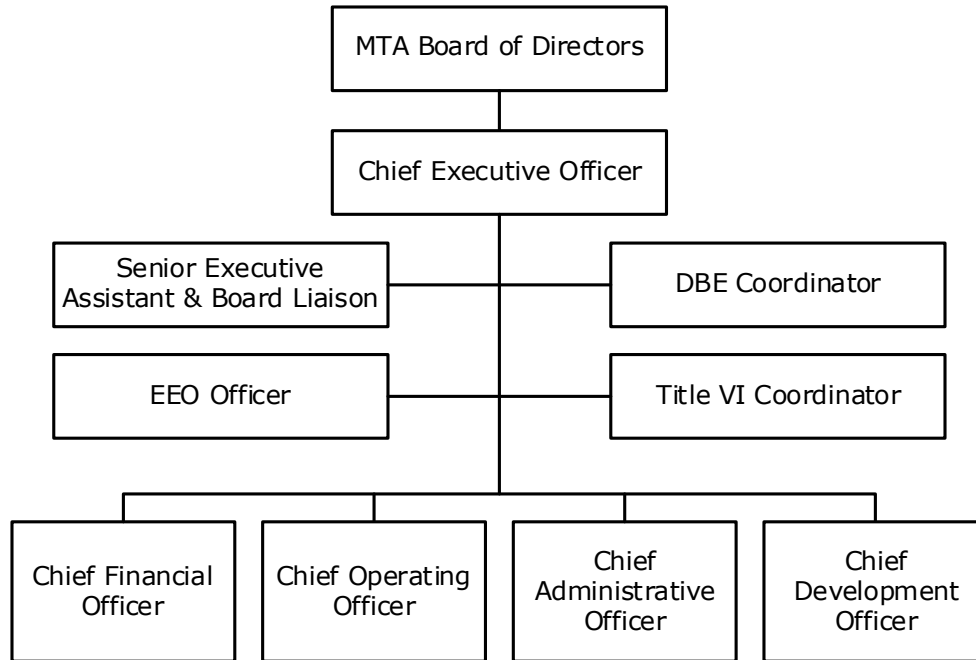 MTA Board of Directors
Chief Executive Officer
Senior Executive
Assistant & Board Liaison
DBE Coordinator
EEO Officer
Title VI Coordinator
Chief Financial
Officer
Chief Operating
Officer
Chief
Administrative
Officer
Chief
Development
Officer